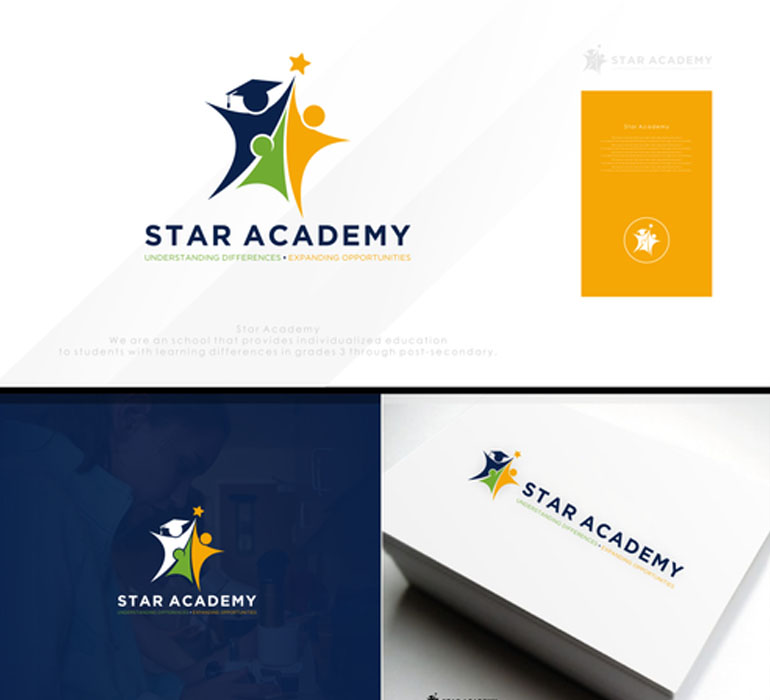 STAR ACADEMY
UNDERSTANDING DIFFERENCES • EXPANDING OPPORTUNITIES
Star Academy
We are an school that provides individualized education
to students with learning differences in grades 3 through post-secondary.
STAR ACADEMY
Star Academy
STAR ACADEMY
UNDERSTANDING DIFFERENCES • EXPANDING OPPORTUNITIES
STAR ACADEMY
UNDERSTANDING DIFFERENCES • EXPANDING OPPORTUNITIES
STAR ACADEMY